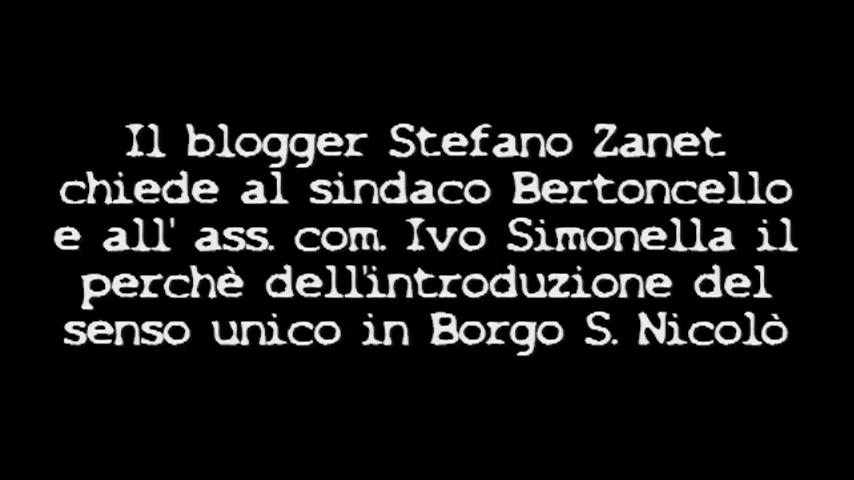 Il blogger Stefano Zanet
chiede al sindaco Bertoncello
e all' ass. com. Ivo Simonella il
perchè dell'introduzione del
senso unico in Borgo S. Nicolò